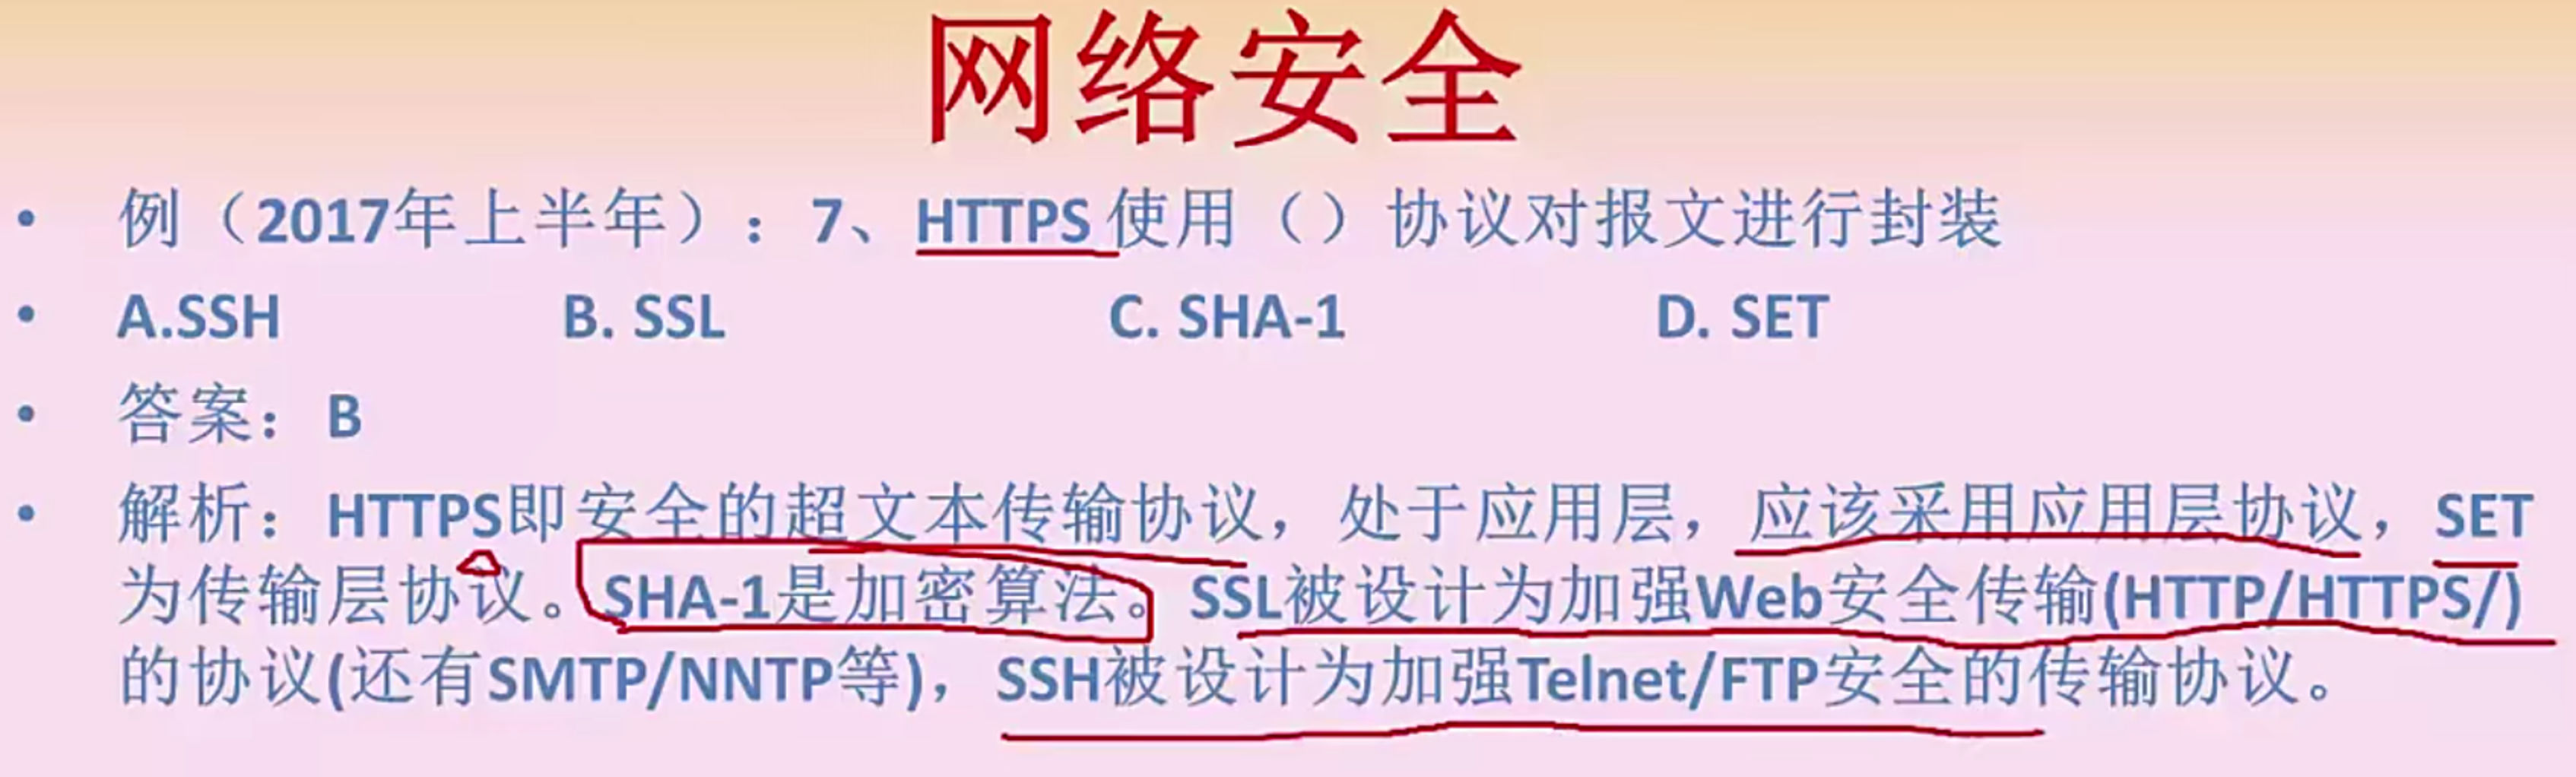 网络安全
例（2017年上半年）：7、HTTPS使用（）协议对报文进行封装
A.SSH B. SSL C. SHA-1 D. SET
答案：B
解析：HTTPS即安全的超文本传输协议，处于应用层，应该采用应用层协议，SET
为传输层协议。SHA-1是加密算法。SSL被设计为加强Web安全传输(HTTP/HTTPS/)
的协议(还有SMTP/NNTP等)，SSH被设计为加强Telnet/FTP安全的传输协议。